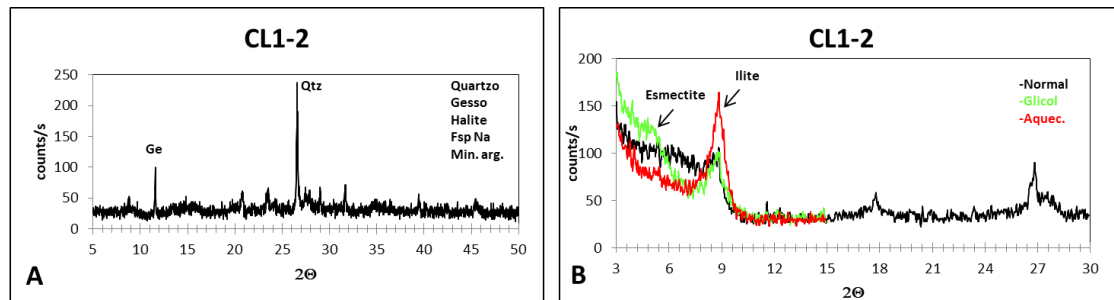 CL1-2
250
200
150
100
50
0
counts/s
Ge
Qtz
Quartzo
Gesso
Halite
Fsp Na
Min. arg.
5 10 15 20 25 30 35 40 45 50
2Θ
A
CL1-2
200
150
100
50
0
counts/s
Esmectite
Ilite
-Normal
-Glicol
-Aquec.
3 6 9 12 15 18 21 24 27 30
2Θ
B